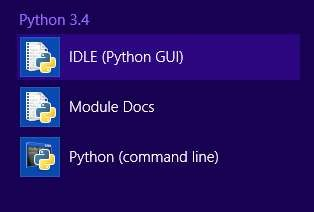 Python 3.4
IDLE (Python GUI)
Module Docs
Python (command line)